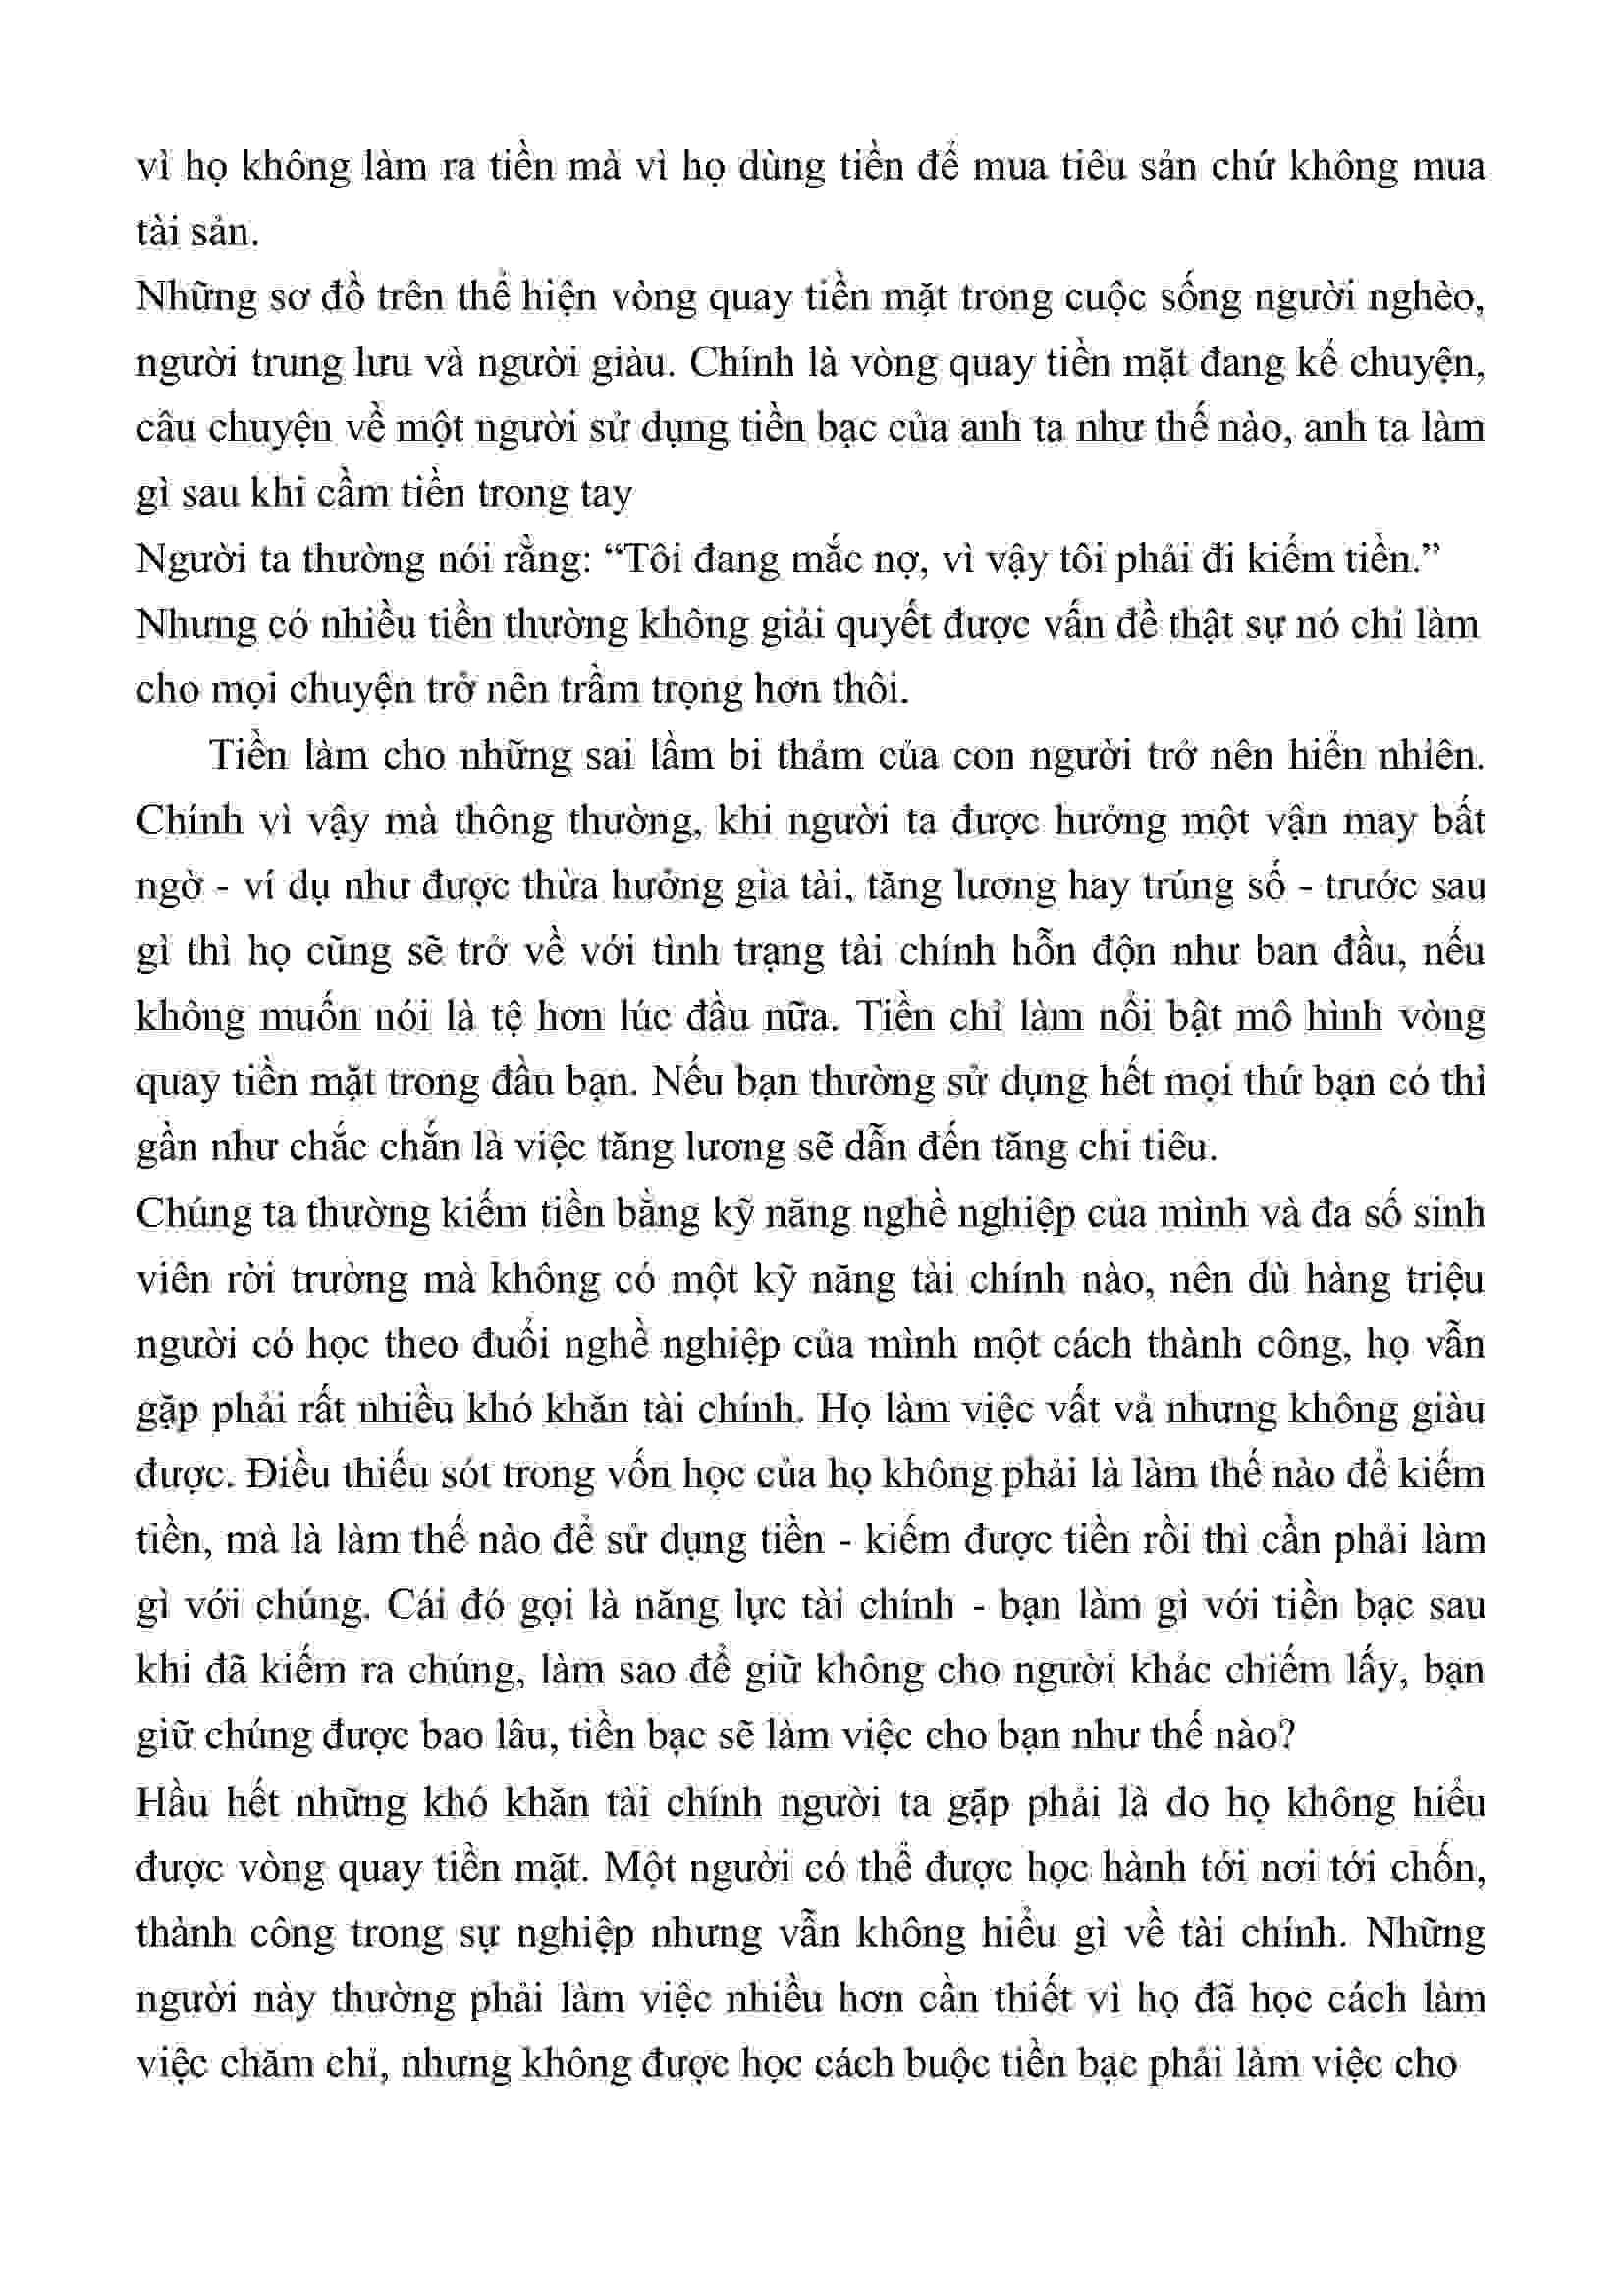 vì họ không làm ra tiền mà vì họ dùng tiền để mua tiêu sản chứ không mua
tài sản.
Những sơ đồ trên thể hiện vòng quay tiền mặt trong cuộc sống người nghèo,
người trung lưu và người giàu. Chính là vòng quay tiền mặt đang kể chuyện,
câu chuyện về một người sử dụng tiền bạc của anh ta như thế nào, anh ta làm
gì sau khi cầm tiền trong tay
Người ta thường nói rằng: “Tôi đang mắc nợ, vì vậy tôi phải đi kiếm tiền.”
Nhưng có nhiều tiền thường không giải quyết được vấn đề thật sự nó chỉ làm
cho mọi chuyện trở nên trầm trọng hơn thôi.
Tiền làm cho những sai lầm bi thảm của con người trở nên hiển nhiên.
Chính vì vậy mà thông thường, khi người ta được hưởng một vận may bất
ngờ - ví dụ như được thừa hưởng gia tài, tăng lương hay trúng số - trước sau
gì thì họ cũng sẽ trở về với tình trạng tài chính hỗn độn như ban đầu, nếu
không muốn nói là tệ hơn lúc đầu nữa. Tiền chỉ làm nổi bật mô hình vòng
quay tiền mặt trong đầu bạn. Nếu bạn thường sử dụng hết mọi thứ bạn có thì
gần như chắc chắn là việc tăng lương sẽ dẫn đến tăng chi tiêu.
Chúng ta thường kiếm tiền bằng kỹ năng nghề nghiệp của mình và đa số sinh
viên rời trường mà không có một kỹ năng tài chính nào, nên dù hàng triệu
người có học theo đuổi nghề nghiệp của mình một cách thành công, họ vẫn
gặp phải rất nhiều khó khăn tài chính. Họ làm việc vất vả nhưng không giàu
được. Điều thiếu sót trong vốn học của họ không phải là làm thế nào để kiếm
tiền, mà là làm thế nào để sử dụng tiền - kiếm được tiền rồi thì cần phải làm
gì với chúng. Cái đó gọi là năng lực tài chính - bạn làm gì với tiền bạc sau
khi đã kiếm ra chúng, làm sao để giữ không cho người khác chiếm lấy, bạn
giữ chúng được bao lâu, tiền bạc sẽ làm việc cho bạn như thế nào?
Hầu hết những khó khăn tài chính người ta gặp phải là do họ không hiểu
được vòng quay tiền mặt. Một người có thể được học hành tới nơi tới chốn,
thành công trong sự nghiệp nhưng vẫn không hiểu gì về tài chính. Những
người này thường phải làm việc nhiều hơn cần thiết vì họ đã học cách làm
việc chăm chỉ, nhưng không được học cách buộc tiền bạc phải làm việc cho